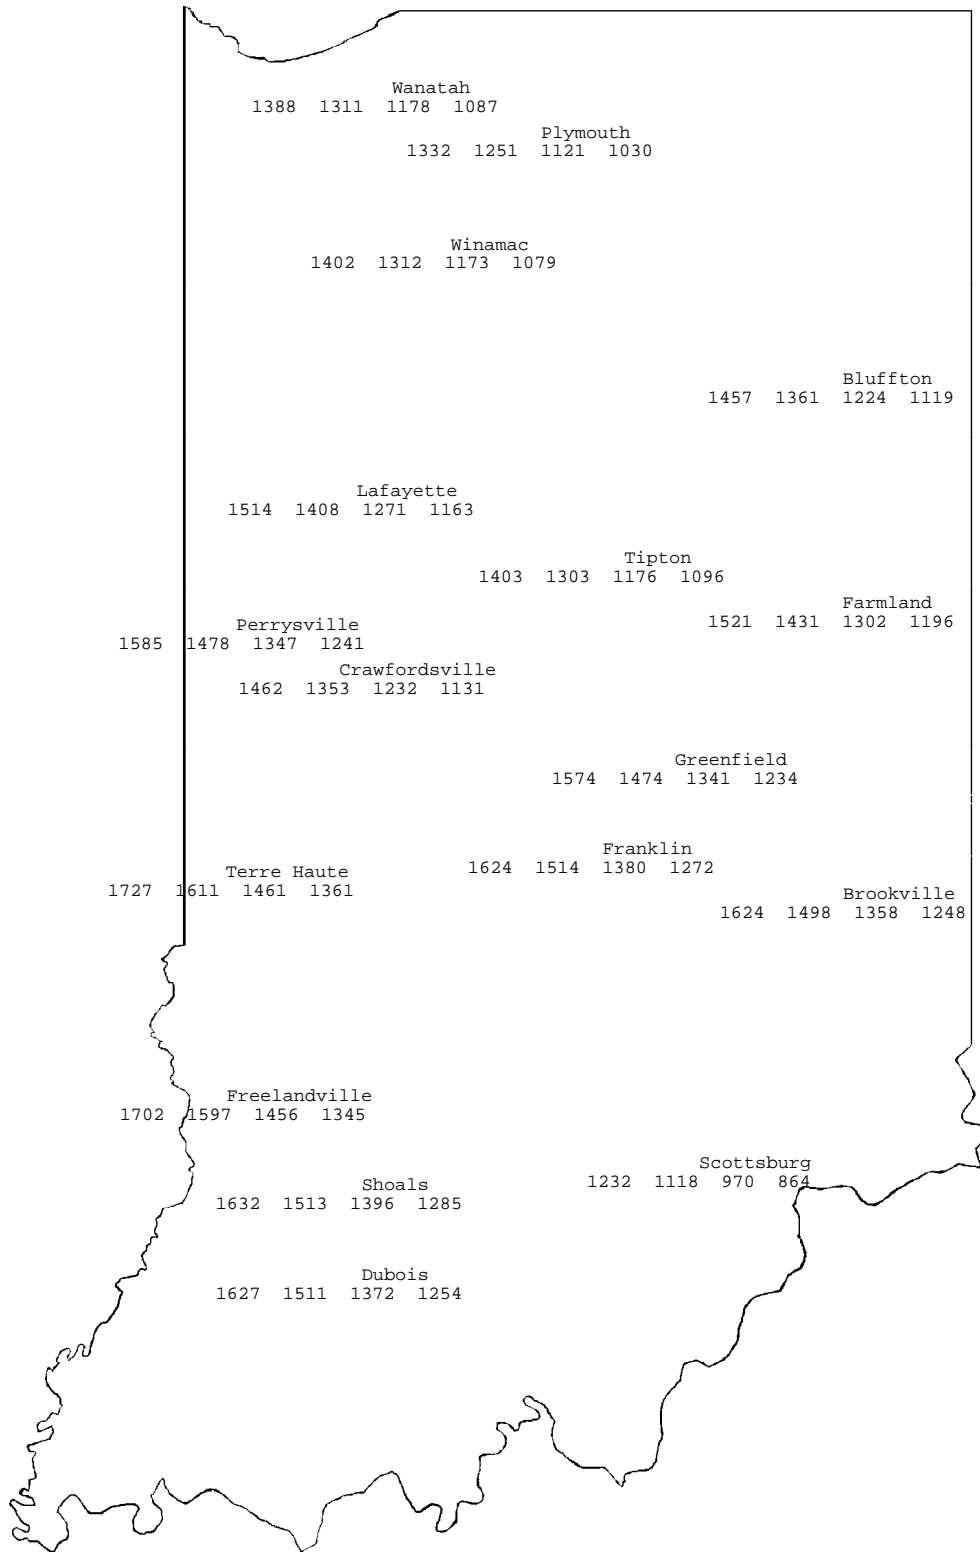 Wanatah
1388 1311 1178 1087
Plymouth
1332 1251 1121 1030
Winamac
1402 1312 1173 1079
Bluffton
1457 1361 1224 1119
Lafayette
1514 1408 1271 1163
Tipton
1403 1303 1176 1096
Farmland
1521 1431 1302 1196
Perrysville
1585 1478 1347 1241
Crawfordsville
1462 1353 1232 1131
Greenfield
1574 1474 1341 1234
Franklin
1624 1514 1380 1272
Terre Haute
1727 1611 1461 1361
Brookville
1624 1498 1358 1248
Freelandville
1702 1597 1456 1345
Scottsburg
1232 1118 970 864
Shoals
1632 1513 1396 1285
Dubois
1627 1511 1372 1254